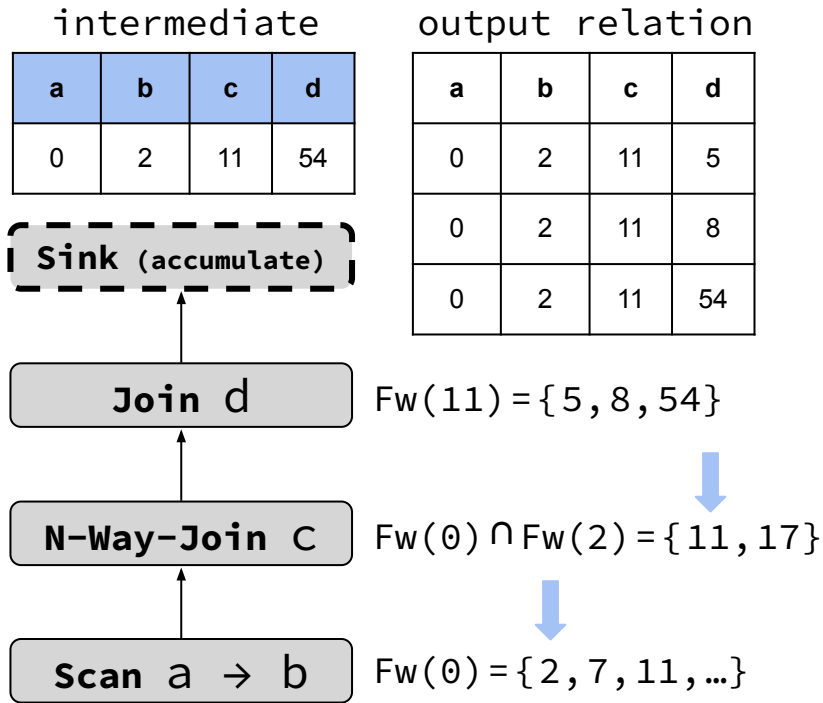 intermediate
a b c d
0 2 11 54
output relation
a b c d
0 2 11 5
0 2 11 8
0 2 11 54
Sink (accumulate)
Join d
Fw(11)={5,8,54}
N-Way-Join c
Fw(0)∩Fw(2)={11,17}
Scan a → b
Fw(0)={2,7,11,…}